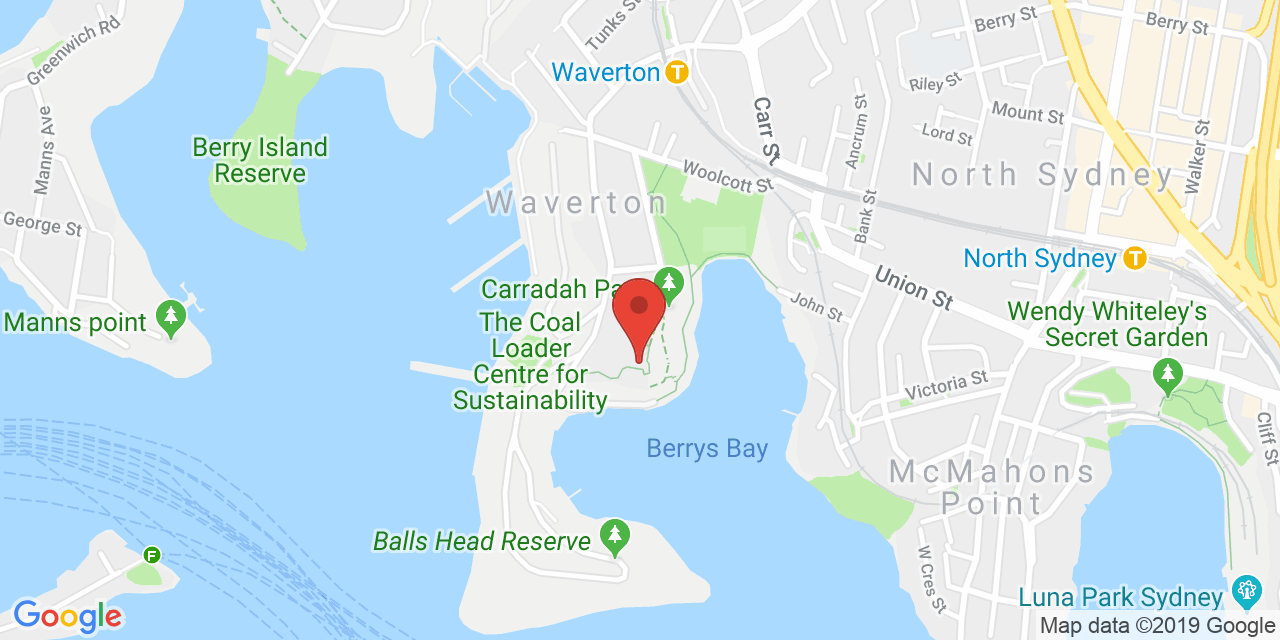 Greenwich Rd
Tunks S
Berry St
Berry St
Waverton
T
Riley St
Carr St
Mount St
Manns Ave
Ancrum St
Lord St
Walker St
Berry Island
Reserve
Woolcott St
North Sydney
Waverton
George St
Bank St
North Sydney
T
Carradah Pa
Union St
John St
Manns point
The Coal
Loader
Centre for
Sustainability
Wendy Whiteley's
Secret Garden
Victoria St
Cliff St
Berrys Bay
McMahons
Point
Balls Head Reserve
F
W Cres St
Luna Park Sydney
Google
Map data ©2019 Google